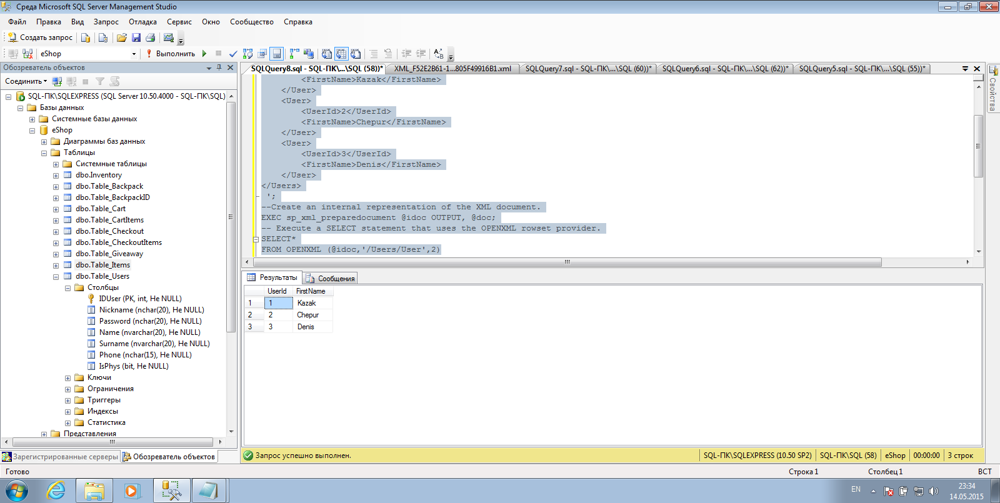 Среда Microsoft SQL Server Management Studio
Файл Правка Вид Запрос Отладка Сервис Окно Сообщество Справка
Создать запрос
eShop Выполнить
Обозреватель объектов
Соединить
SQL-ПК\SQLEXPRESS (SQL Server 10.50.4000 - SQL-ПК\SQL)
Базы данных
Системные базы данных
eShop
Диаграммы баз данных
Таблицы
Системные таблицы
dbo.Inventory
dbo.Table_Backpack
dbo.Table_BackpackID
dbo.Table_Cart
dbo.Table_CartItems
dbo.Table_Checkout
dbo.Table_CheckoutItems
dbo.Table_Giveaway
dbo.Table_Items
dbo.Table_Users
Столбцы
IDUser (PK, int, Не NULL)
Nickname (nchar(20), Не NULL)
Password (nchar(20), Не NULL)
Name (nvarchar(20), Не NULL)
Surname (nvarchar(20), Не NULL)
Phone (nchar(15), Не NULL)
IsPhys (bit, Не NULL)
Ключи
Ограничения
Триггеры
Индексы
Статистика
Представления
Зарегистрированные серверы Обозреватель объектов
SQLQuery8.sql - SQL-ПК\...\SQL (58))* XML_F52E2B61-1...805F49916B1.xml SQLQuery7.sql - SQL-ПК\...\SQL (60))* SQLQuery6.sql - SQL-ПК\...\SQL (62))* SQLQuery5.sql - SQL-ПК\...\SQL (55))*
<FirstName>Kazak</FirstName>
</User>
<User>
<UserId>2</UserId>
<FirstName>Chepur</FirstName>
</User>
<User>
<UserId>3</UserId>
<FirstName>Denis</FirstName>
</User>
</Users>
';
--Create an internal representation of the XML document.
EXEC sp_xml_preparedocument @idoc OUTPUT, @doc;
-- Execute a SELECT statement that uses the OPENXML rowset provider.
SELECT*
FROM OPENXML (@idoc,'/Users/User',2)
Свойства
Результаты Сообщения
UserId FirstName
1 1 Kazak
2 2 Chepur
3 3 Denis
Запрос успешно выполнен. SQL-ПК\SQLEXPRESS (10.50 SP2) SQL-ПК\SQL (58) eShop 00:00:00 3 строк
Готово Строка 1 Столбец 1 ВСТ
EN 23:34
14.05.2015